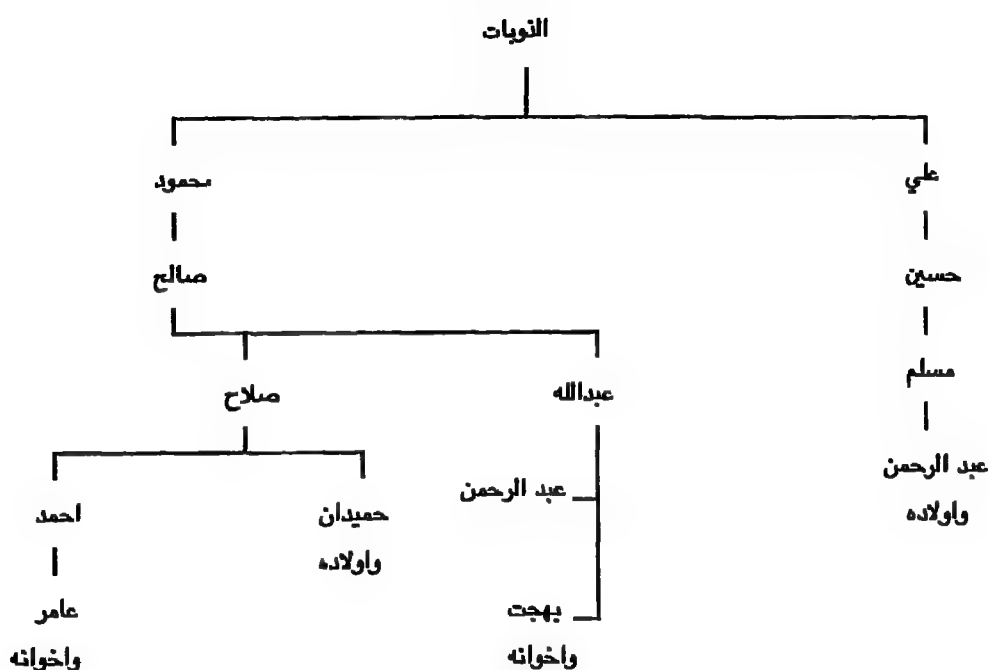 الذويات
علي
محمود
حسين
صالح
مسلم
عبدالله
صلاح
عبد الرحمن
واولاده
عبد الرحمن
حميدان
واولاده
احمد
بهجت
واخوانه
عامر
واخوانه